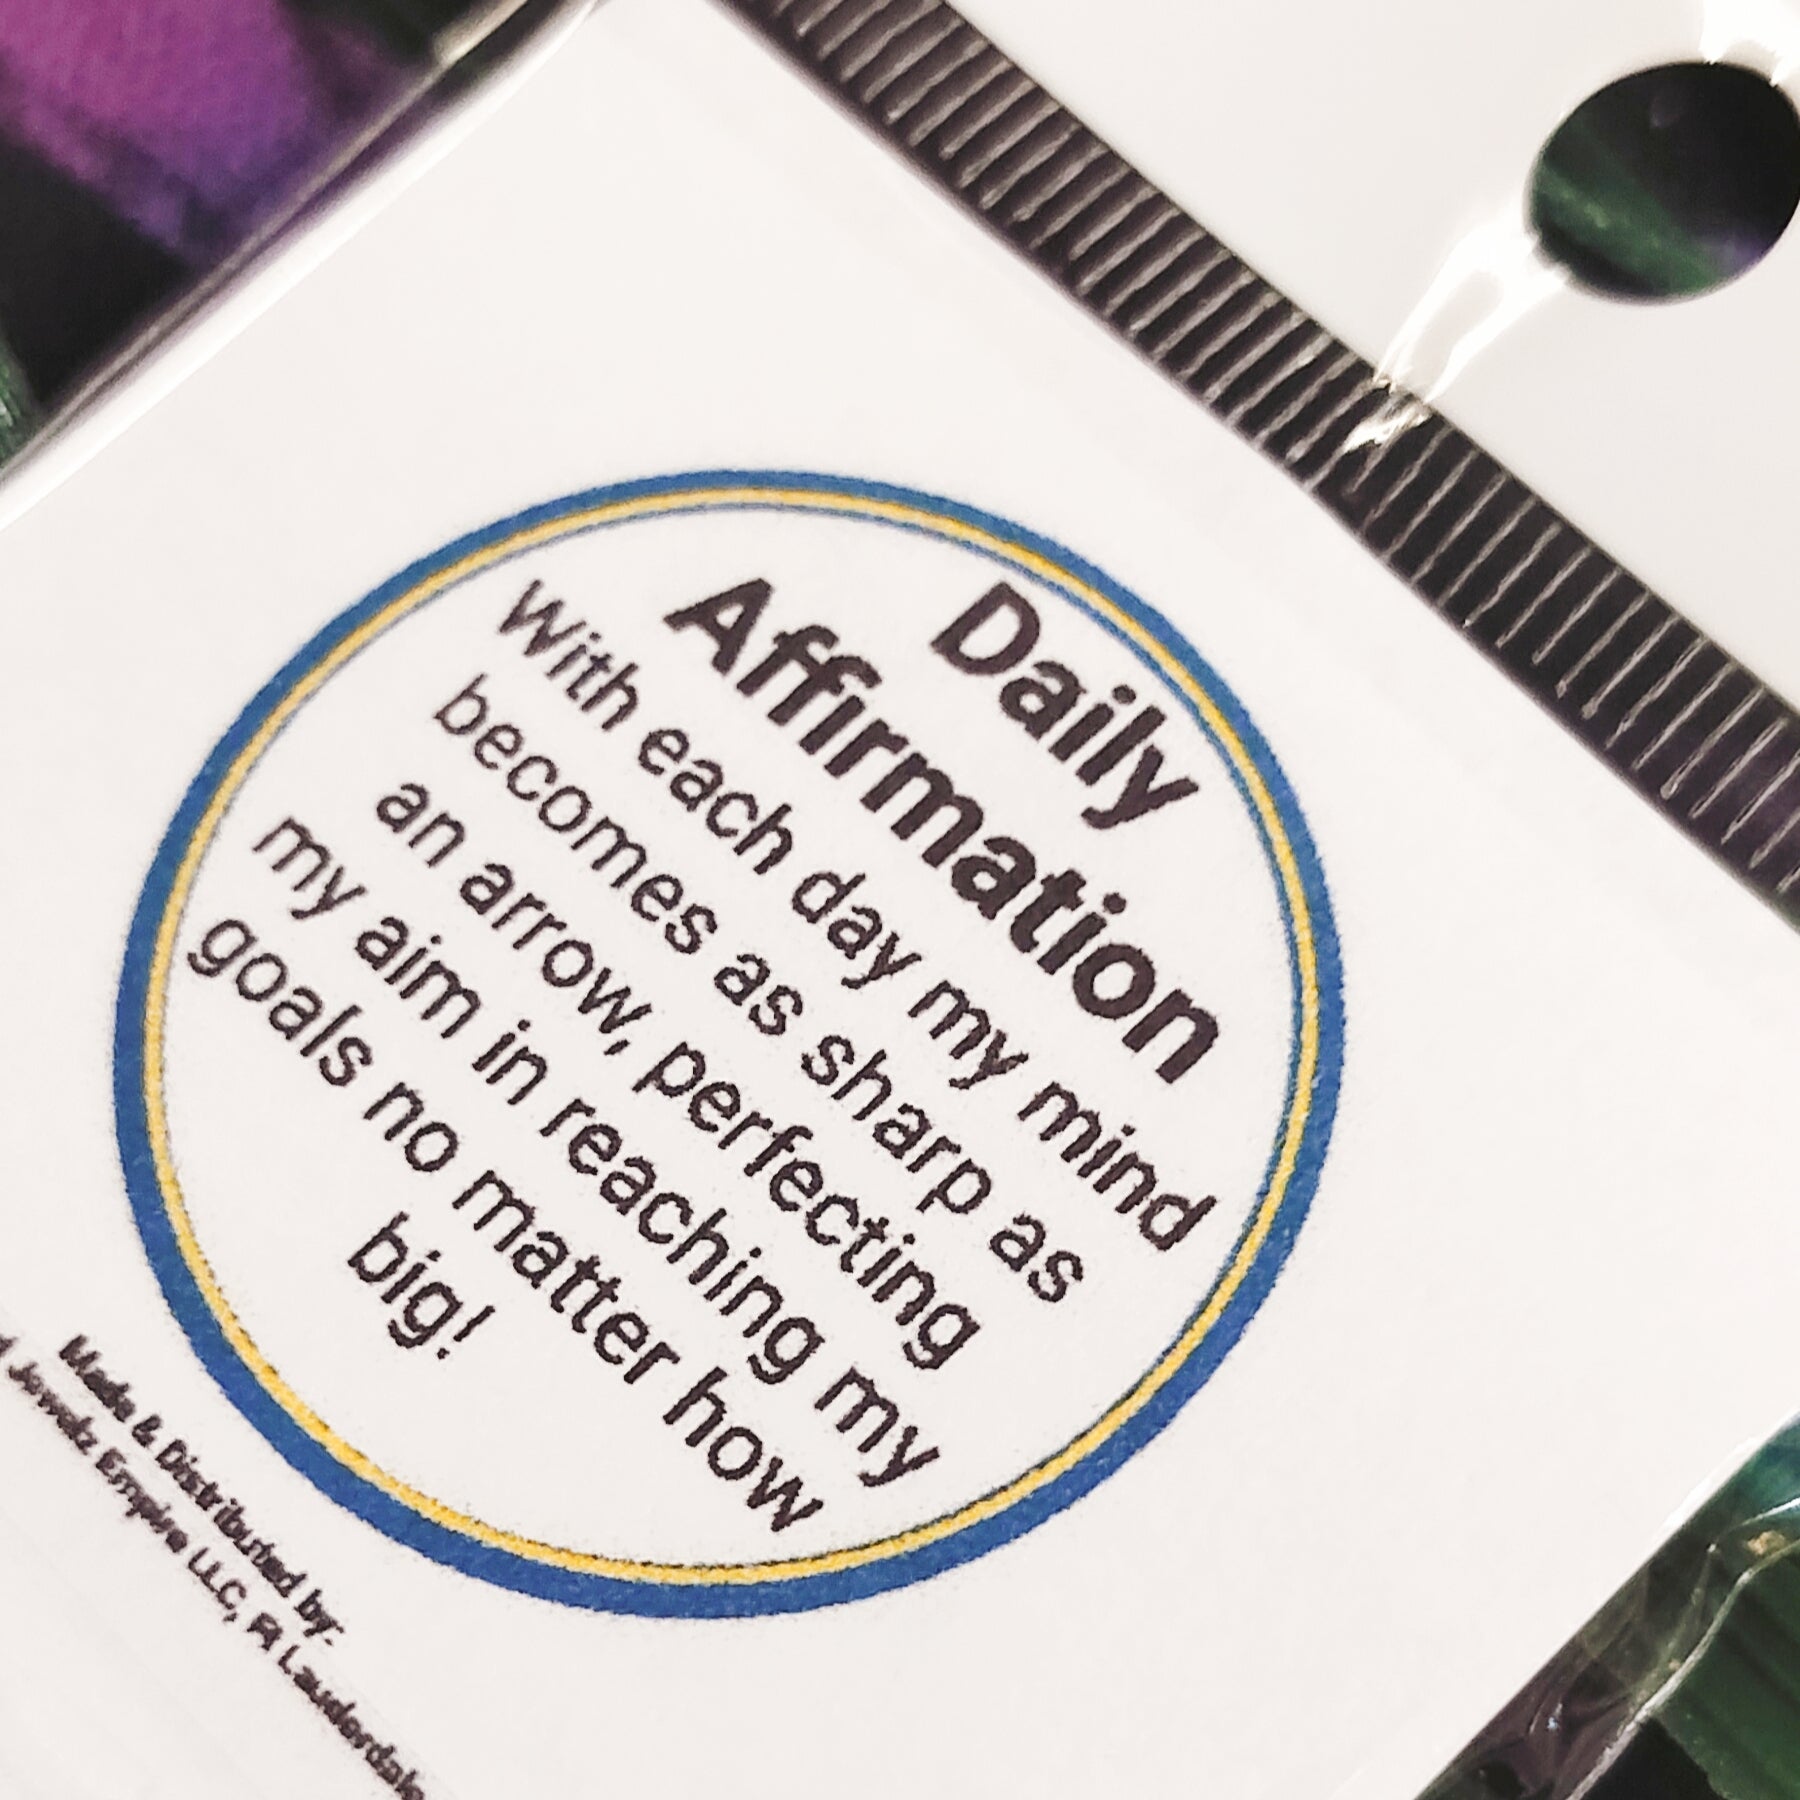 Daily
Affirmation
With each day my mind
becomes as sharp as
an arrow, perfecting
my aim in reaching my
goals no matter how
big!
Made & Distributed by:
Jewelz Empire LLC, Ft Lauderdale